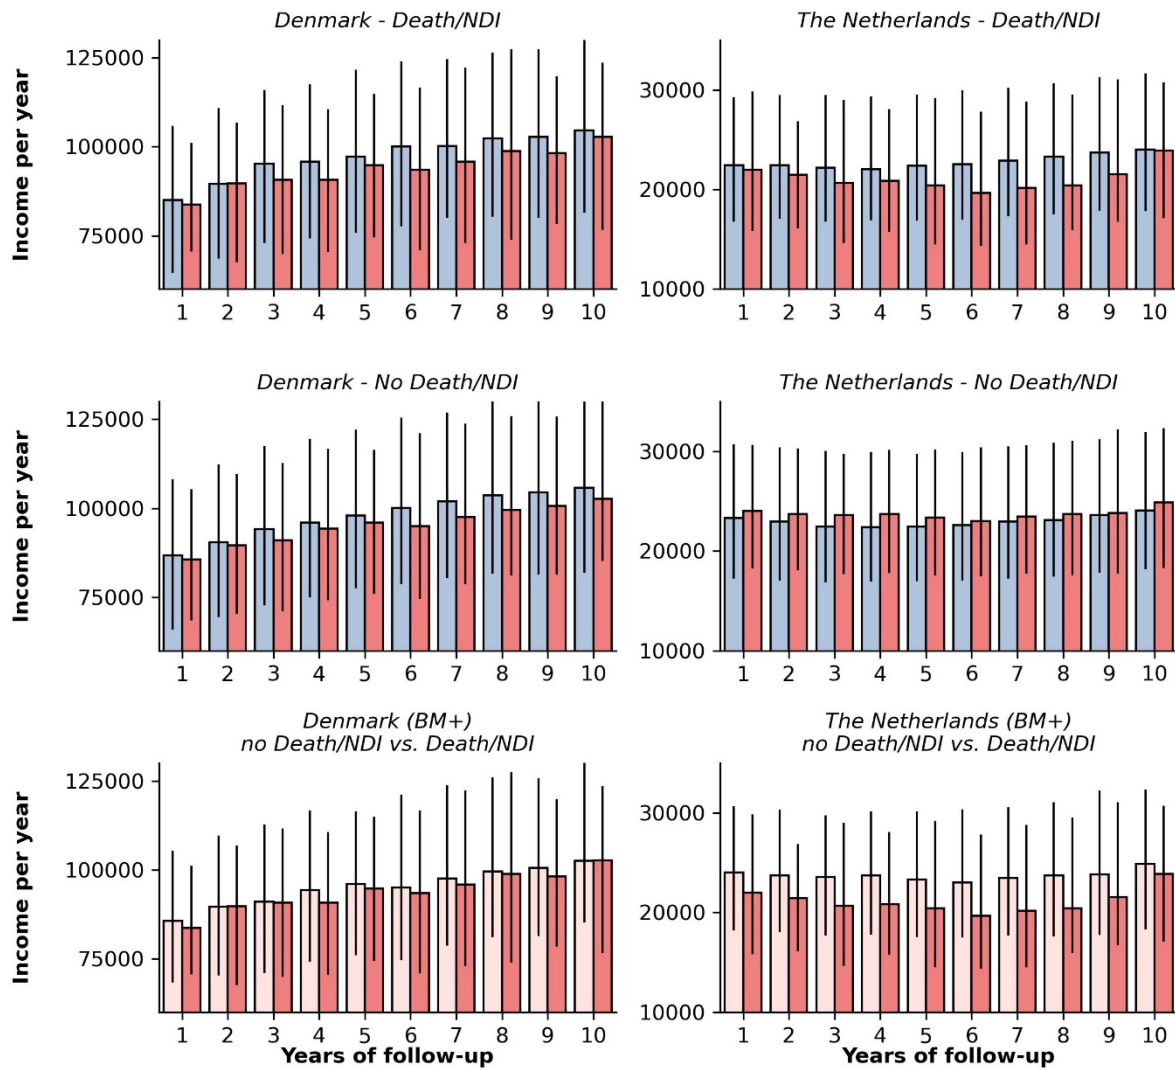 Denmark - Death/NDI
Income per year
125000
100000
75000
1 2 3 4 5 6 7 8 9 10
The Netherlands - Death/NDI
30000
20000
10000
1 2 3 4 5 6 7 8 9 10
Denmark - No Death/NDI
Income per year
125000
100000
75000
1 2 3 4 5 6 7 8 9 10
The Netherlands - No Death/NDI
30000
20000
10000
1 2 3 4 5 6 7 8 9 10
Denmark (BM+)
no Death/NDI vs. Death/NDI
Income per year
125000
100000
75000
1 2 3 4 5 6 7 8 9 10
Years of follow-up
The Netherlands (BM+)
no Death/NDI vs. Death/NDI
30000
20000
10000
1 2 3 4 5 6 7 8 9 10
Years of follow-up